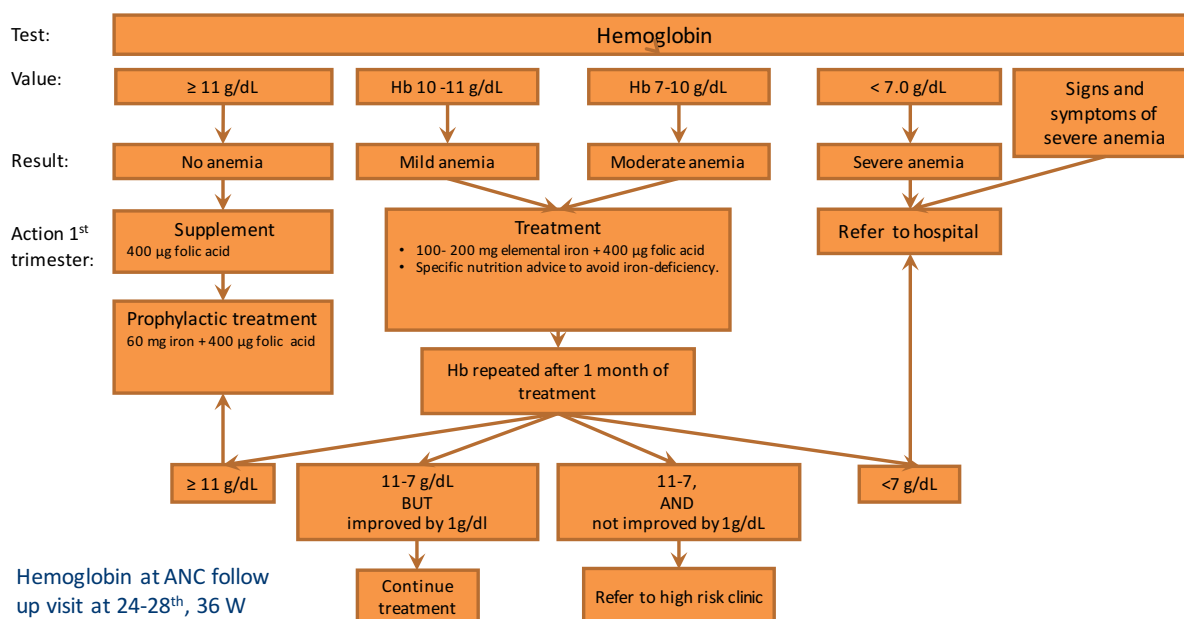 Test:
Hemoglobin
Value:
≥ 11 g/dL
Hb 10 -11 g/dL
Hb 7-10 g/dL
< 7.0 g/dL
Signs and
symptoms of
severe anemia
Result:
No anemia
Mild anemia
Moderate anemia
Severe anemia
Action 1st
trimester:
Supplement
400 µg folic acid
Treatment
• 100- 200 mg elemental iron + 400 µg folic acid
• Specific nutrition advice to avoid iron-deficiency.
Refer to hospital
Prophylactic treatment
60 mg iron + 400 µg folic acid
Hb repeated after 1 month of
treatment
≥ 11 g/dL
11-7 g/dL
BUT
improved by 1g/dl
11-7,
AND
not improved by 1g/dL
<7 g/dL
Hemoglobin at ANC follow
up visit at 24-28th, 36 W
Continue
treatment
Refer to high risk clinic